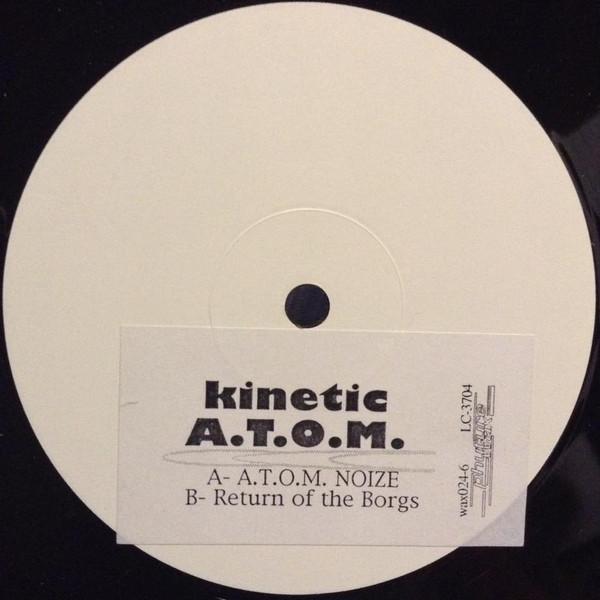 kinetic
A.T.O.M.
A- A.T.O.M. NOIZE
B- Return of the Borgs
wax024-6 LC-3704